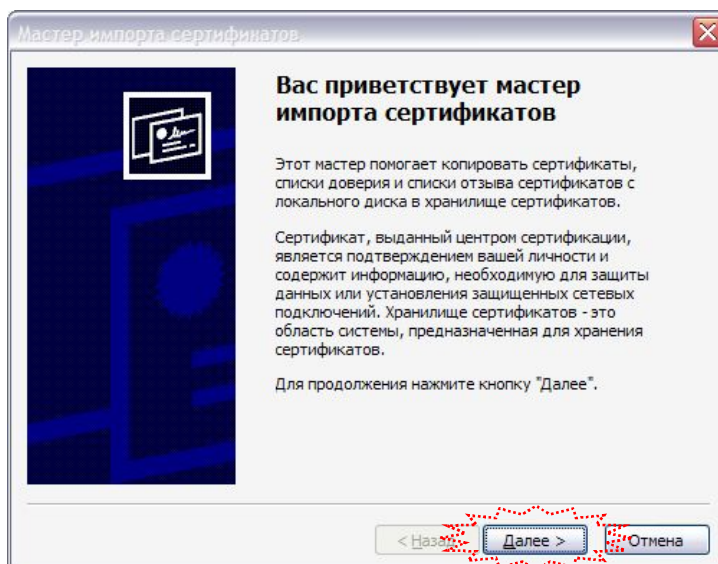 Мастер импорта сертификатов
Вас приветствует мастер
импорта сертификатов
Этот мастер помогает копировать сертификаты,
списки доверия и списки отзыва сертификатов с
локального диска в хранилище сертификатов.
Сертификат, выданный центром сертификации,
является подтверждением вашей личности и
содержит информацию, необходимую для защиты
данных или установления защищенных сетевых
подключений. Хранилище сертификатов - это
область системы, предназначенная для хранения
сертификатов.
Для продолжения нажмите кнопку "Далее".
< Назад Далее > Отмена